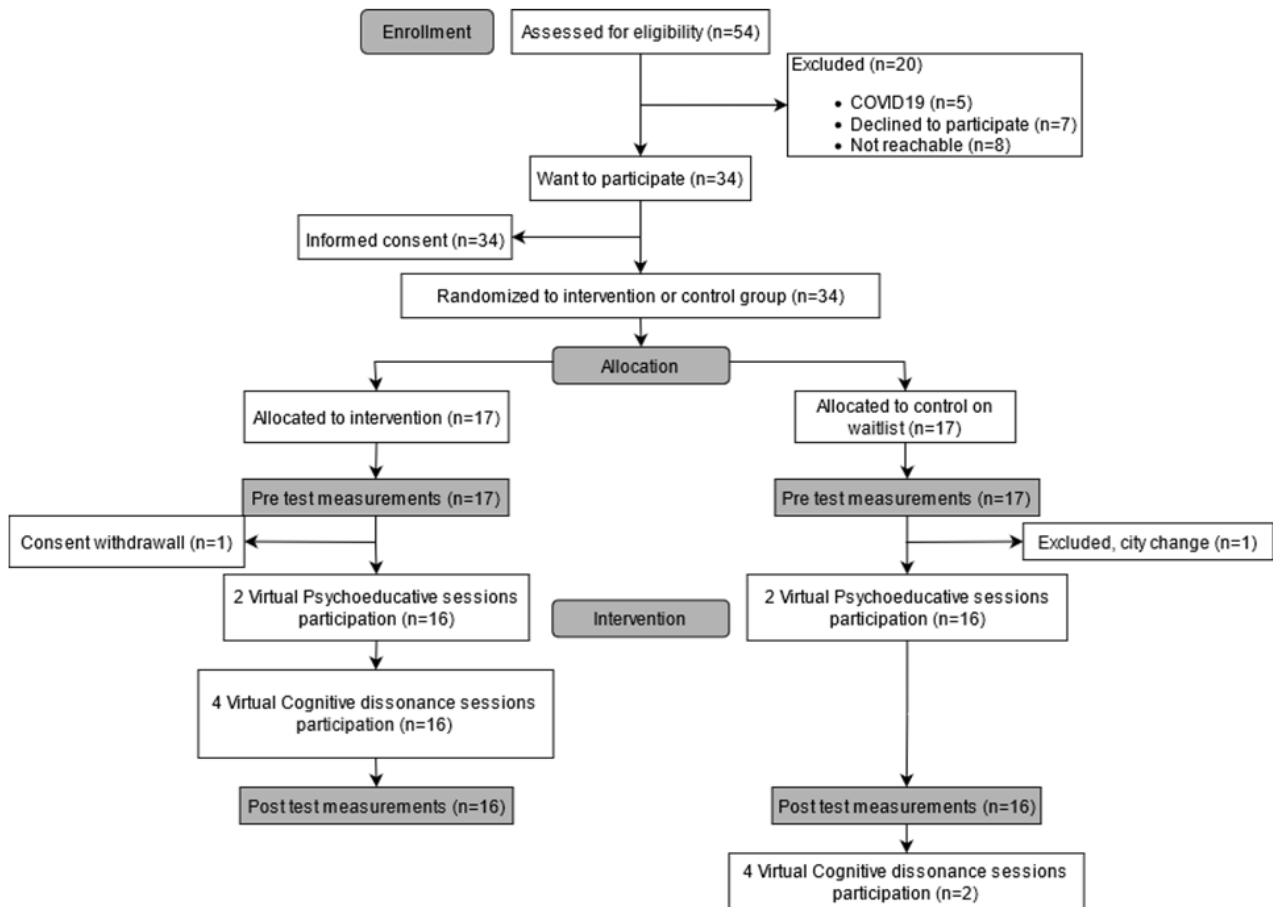 Enrollment
Assessed for eligibility (n=54)
Excluded (n=20)
• COVID19 (n=5)
• Declined to participate (n=7)
• Not reachable (n=8)
Want to participate (n=34)
Informed consent (n=34)
Randomized to intervention or control group (n=34)
Allocation
Allocated to intervention (n=17)
Allocated to control on
waitlist (n=17)
Pre test measurements (n=17)
Pre test measurements (n=17)
Consent withdrawall (n=1)
Excluded, city change (n=1)
2 Virtual Psychoeducative sessions
participation (n=16)
Intervention
2 Virtual Psychoeducative sessions
participation (n=16)
4 Virtual Cognitive dissonance sessions
participation (n=16)
Post test measurements (n=16)
Post test measurements (n=16)
4 Virtual Cognitive dissonance sessions
participation (n=2)